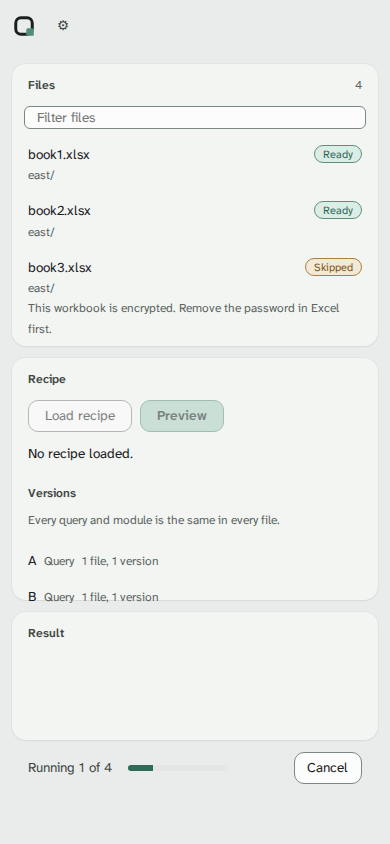 Files 4
Filter files
book1.xlsx Ready
east/
book2.xlsx Ready
east/
book3.xlsx Skipped
east/
This workbook is encrypted. Remove the password in Excel
first.
Recipe
Load recipe Preview
No recipe loaded.
Versions
Every query and module is the same in every file.
A Query 1 file, 1 version
B Query 1 file, 1 version
Result
Running 1 of 4 Cancel